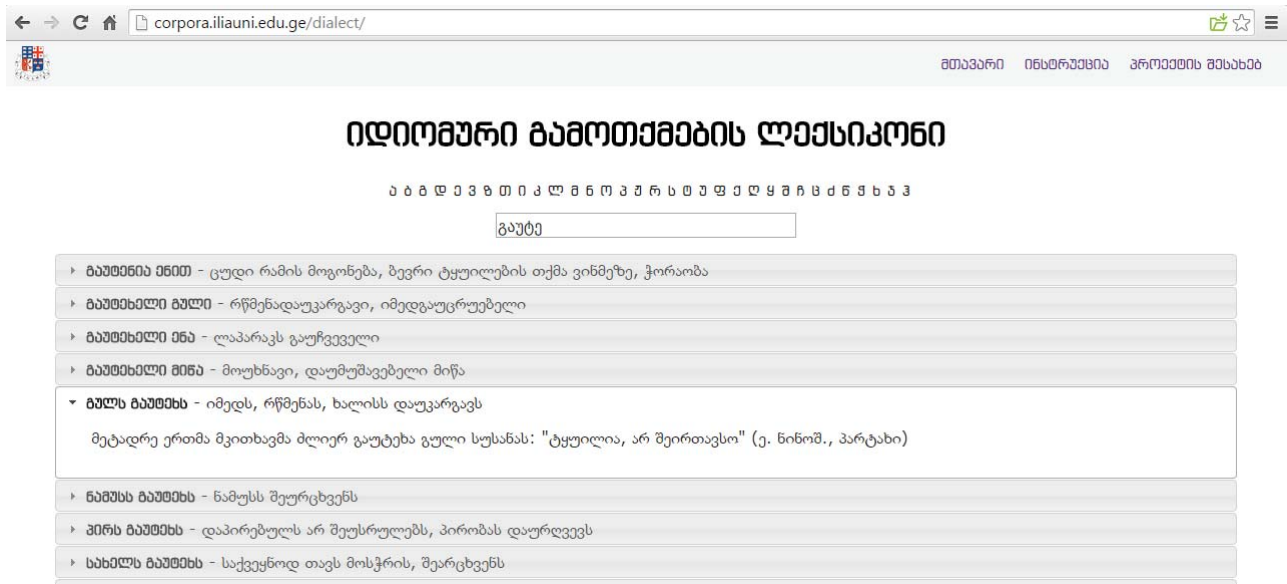 corpora.iliauni.edu.ge/dialect/
მთავარი ინსტრუქცია პროექტის შესახებ
იდიომური გამოთქმების ლექსიკონი
ა ბ გ დ ე ვ ზ თ ი კ ლ მ ნ ო პ ჟ რ ს ტ უ ფ ქ ღ ყ შ ჩ ც ძ წ ჭ ხ ჯ ჰ
გაუტე
გაუტენია ენით - ცუდი რამის მოგონება, ბევრი ტყუილების თქმა ვინმეზე, ჭორაობა
გაუტეხელი გული - რწმენადაუკარგავი, იმედგაუცრუებელი
გაუტეხელი ენა - ლაპარაკს გაუჩვეველი
გაუტეხელი მიწა - მოუხნავი, დაუმუშავებელი მიწა
გულს გაუტეხს - იმედს, რწმენას, ხალისს დაუკარგავს
მეტადრე ერთმა მკითხავმა ძლიერ გაუტეხა გული სუსანას: "ტყუილია, არ შეირთავსო" (ე. ნინოშ., პარტახი)
ნამუსს გაუტეხს - ნამუსს შეურცხვენს
პირს გაუტეხს - დაპირებულს არ შეუსრულებს, პირობას დაურღვევს
სახელს გაუტეხს - საქვეყნოდ თავს მოსჭრის, შეარცხვენს